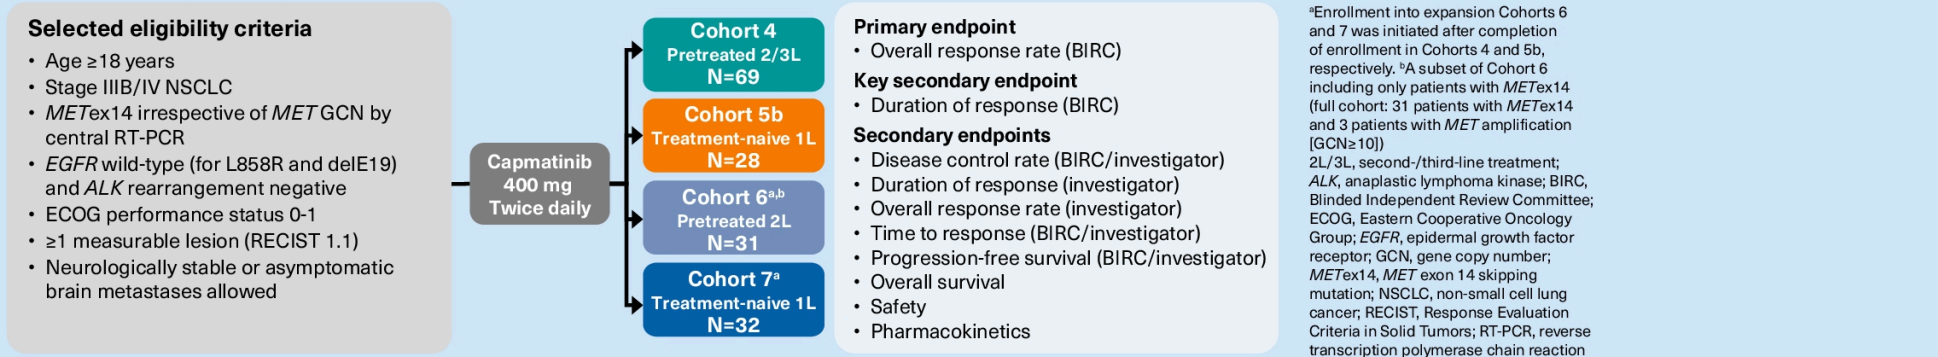 Selected eligibility criteria
• Age ≥18 years
• Stage IIIB/IV NSCLC
• METex14 irrespective of MET GCN by
central RT-PCR
• EGFR wild-type (for L858R and delE19)
and ALK rearrangement negative
• ECOG performance status 0-1
• ≥1 measurable lesion (RECIST 1.1)
• Neurologically stable or asymptomatic
brain metastases allowed
Capmatinib
400 mg
Twice daily
Cohort 4
Pretreated 2/3L
N=69
Cohort 5b
Treatment-naive 1L
N=28
Cohort 6a,b
Pretreated 2L
N=31
Cohort 7a
Treatment-naive 1L
N=32
Primary endpoint
• Overall response rate (BIRC)
Key secondary endpoint
• Duration of response (BIRC)
Secondary endpoints
• Disease control rate (BIRC/investigator)
• Duration of response (investigator)
• Overall response rate (investigator)
• Time to response (BIRC/investigator)
• Progression-free survival (BIRC/investigator)
• Overall survival
• Safety
• Pharmacokinetics
aEnrollment into expansion Cohorts 6
and 7 was initiated after completion
of enrollment in Cohorts 4 and 5b,
respectively. bA subset of Cohort 6
including only patients with METex14
(full cohort: 31 patients with METex14
and 3 patients with MET amplification
[GCN≥10])
2L/3L, second-/third-line treatment;
ALK, anaplastic lymphoma kinase; BIRC,
Blinded Independent Review Committee;
ECOG, Eastern Cooperative Oncology
Group; EGFR, epidermal growth factor
receptor; GCN, gene copy number;
METex14, MET exon 14 skipping
mutation; NSCLC, non-small cell lung
cancer; RECIST, Response Evaluation
Criteria in Solid Tumors; RT-PCR, reverse
transcription polymerase chain reaction